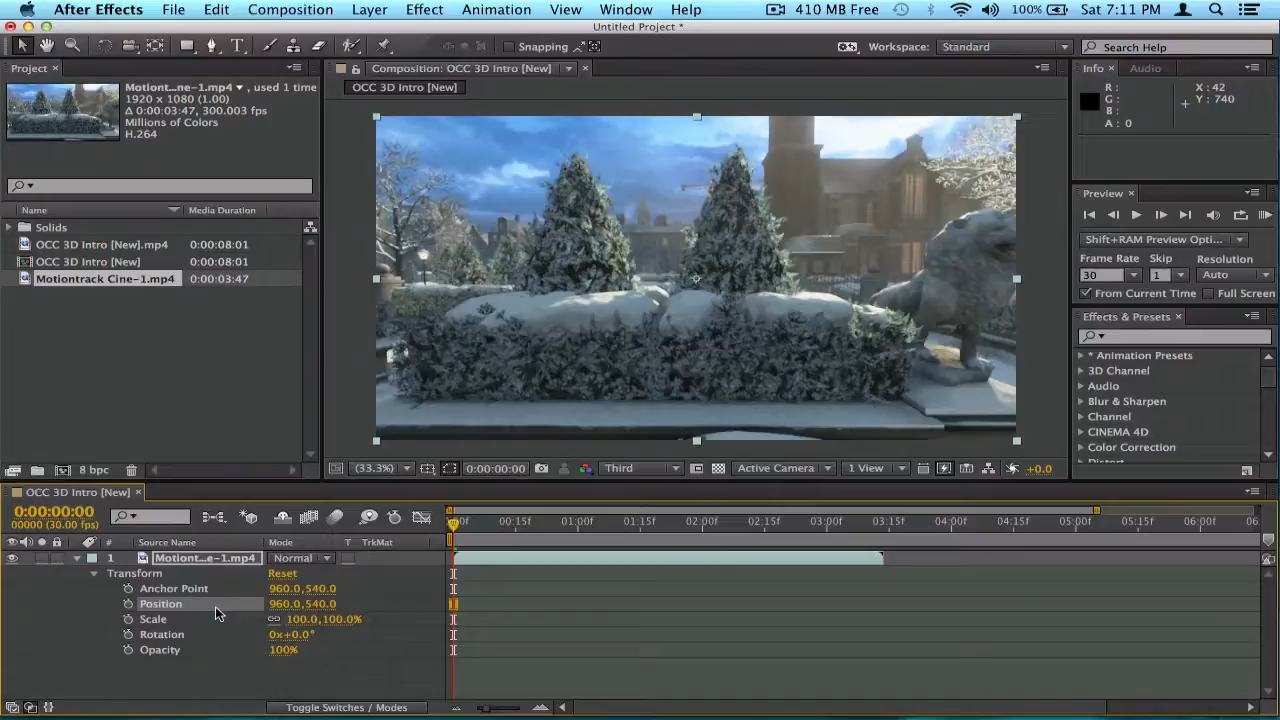 After Effects File Edit Composition Layer Effect Animation View Window Help 410 MB Free 100% Sat 7:11 PM
Untitled Project *
Snapping Workspace: Standard Search Help
Project Composition: OCC 3D Intro [New] Info Audio
Motiont...ne-1.mp4 , used 1 time
1920 x 1080 (1.00)
Δ 0:00:03:47, 300.003 fps
Millions of Colors
H.264
OCC 3D Intro [New]
R :
G :
B :
A : 0
X : 42
Y : 740
Name Media Duration
Solids
OCC 3D Intro [New].mp4 0:00:08:01
OCC 3D Intro [New] 0:00:08:01
Motiontrack Cine-1.mp4 0:00:03:47
Preview
Shift+RAM Preview Opti...
Frame Rate Skip Resolution
30 1 Auto
From Current Time Full Screen
Effects & Presets
* Animation Presets
3D Channel
Audio
Blur & Sharpen
Channel
CINEMA 4D
Color Correction
Distort
8 bpc
(33.3%) 0:00:00:00 Third Active Camera 1 View +0.0
OCC 3D Intro [New]
0:00:00:00
00000 (30.00 fps)
:00f 00:15f 01:00f 01:15f 02:00f 02:15f 03:00f 03:15f 04:00f 04:15f 05:00f 05:15f 06:00f 06
# Source Name Mode T TrkMat
1 Motiont...e-1.mp4 Normal
Transform Reset
Anchor Point 960.0,540.0
Position 960.0,540.0
Scale 100.0,100.0%
Rotation 0x+0.0°
Opacity 100%
Toggle Switches / Modes